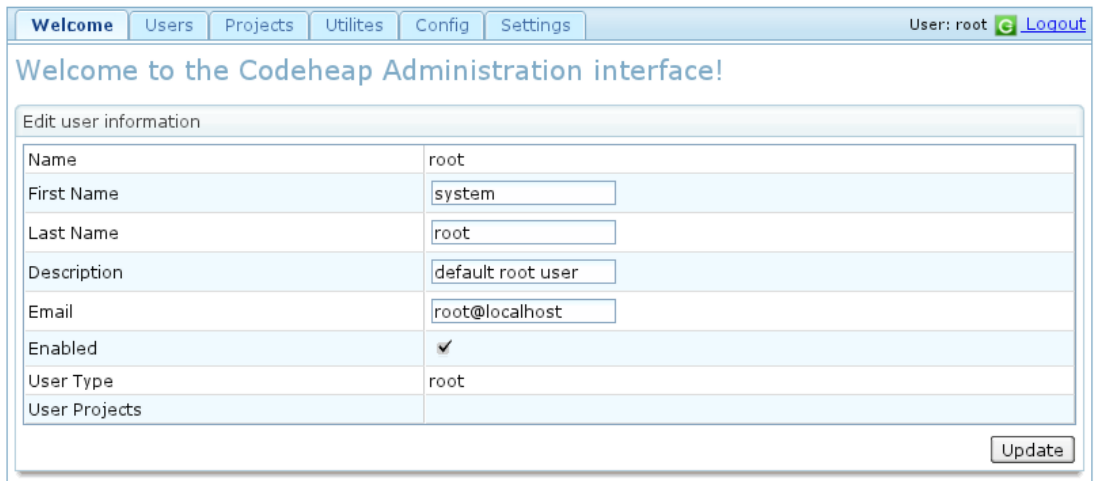 Welcome Users Projects Utilites Config Settings User: root G Logout
Welcome to the Codeheap Administration interface!
Edit user information
Name root
First Name system
Last Name root
Description default root user
Email root@localhost
Enabled
User Type root
User Projects
Update